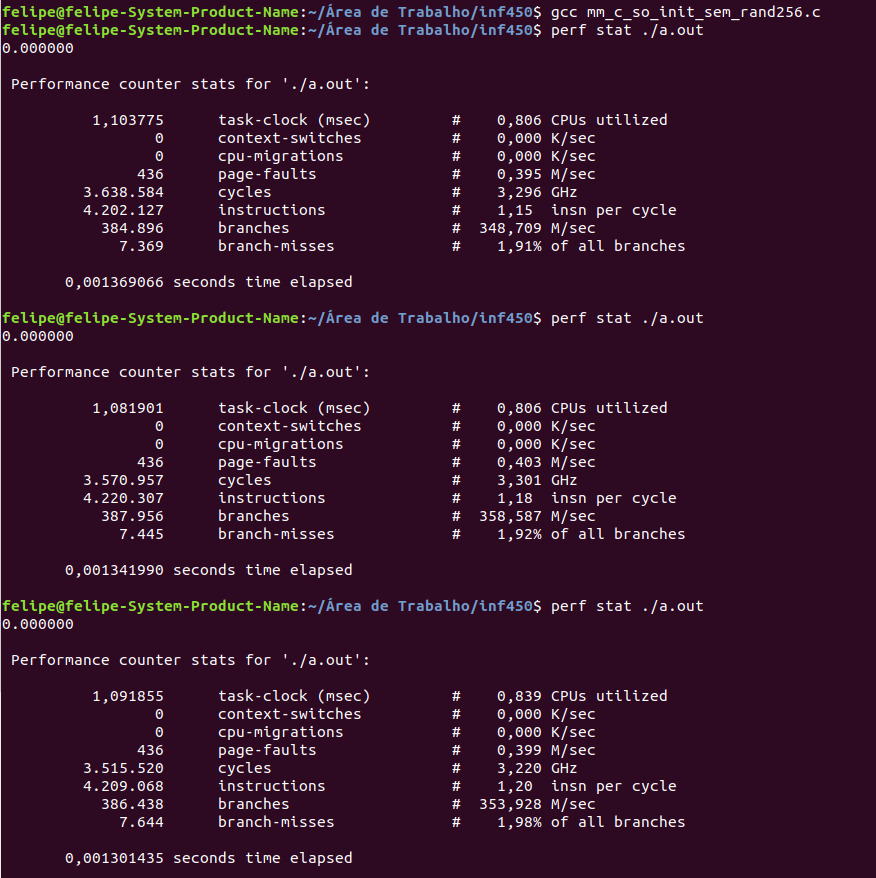 felipe@felipe-System-Product-Name:~/Área de Trabalho/inf450$ gcc mm_c_so_init_sem_rand256.c
felipe@felipe-System-Product-Name:~/Área de Trabalho/inf450$ perf stat ./a.out
0.000000
Performance counter stats for './a.out':
1,103775 task-clock (msec) # 0,806 CPUs utilized
0 context-switches # 0,000 K/sec
0 cpu-migrations # 0,000 K/sec
436 page-faults # 0,395 M/sec
3.638.584 cycles # 3,296 GHz
4.202.127 instructions # 1,15 insn per cycle
384.896 branches # 348,709 M/sec
7.369 branch-misses # 1,91% of all branches
0,001369066 seconds time elapsed
felipe@felipe-System-Product-Name:~/Área de Trabalho/inf450$ perf stat ./a.out
0.000000
Performance counter stats for './a.out':
1,081901 task-clock (msec) # 0,806 CPUs utilized
0 context-switches # 0,000 K/sec
0 cpu-migrations # 0,000 K/sec
436 page-faults # 0,403 M/sec
3.570.957 cycles # 3,301 GHz
4.220.307 instructions # 1,18 insn per cycle
387.956 branches # 358,587 M/sec
7.445 branch-misses # 1,92% of all branches
0,001341990 seconds time elapsed
felipe@felipe-System-Product-Name:~/Área de Trabalho/inf450$ perf stat ./a.out
0.000000
Performance counter stats for './a.out':
1,091855 task-clock (msec) # 0,839 CPUs utilized
0 context-switches # 0,000 K/sec
0 cpu-migrations # 0,000 K/sec
436 page-faults # 0,399 M/sec
3.515.520 cycles # 3,220 GHz
4.209.068 instructions # 1,20 insn per cycle
386.438 branches # 353,928 M/sec
7.644 branch-misses # 1,98% of all branches
0,001301435 seconds time elapsed